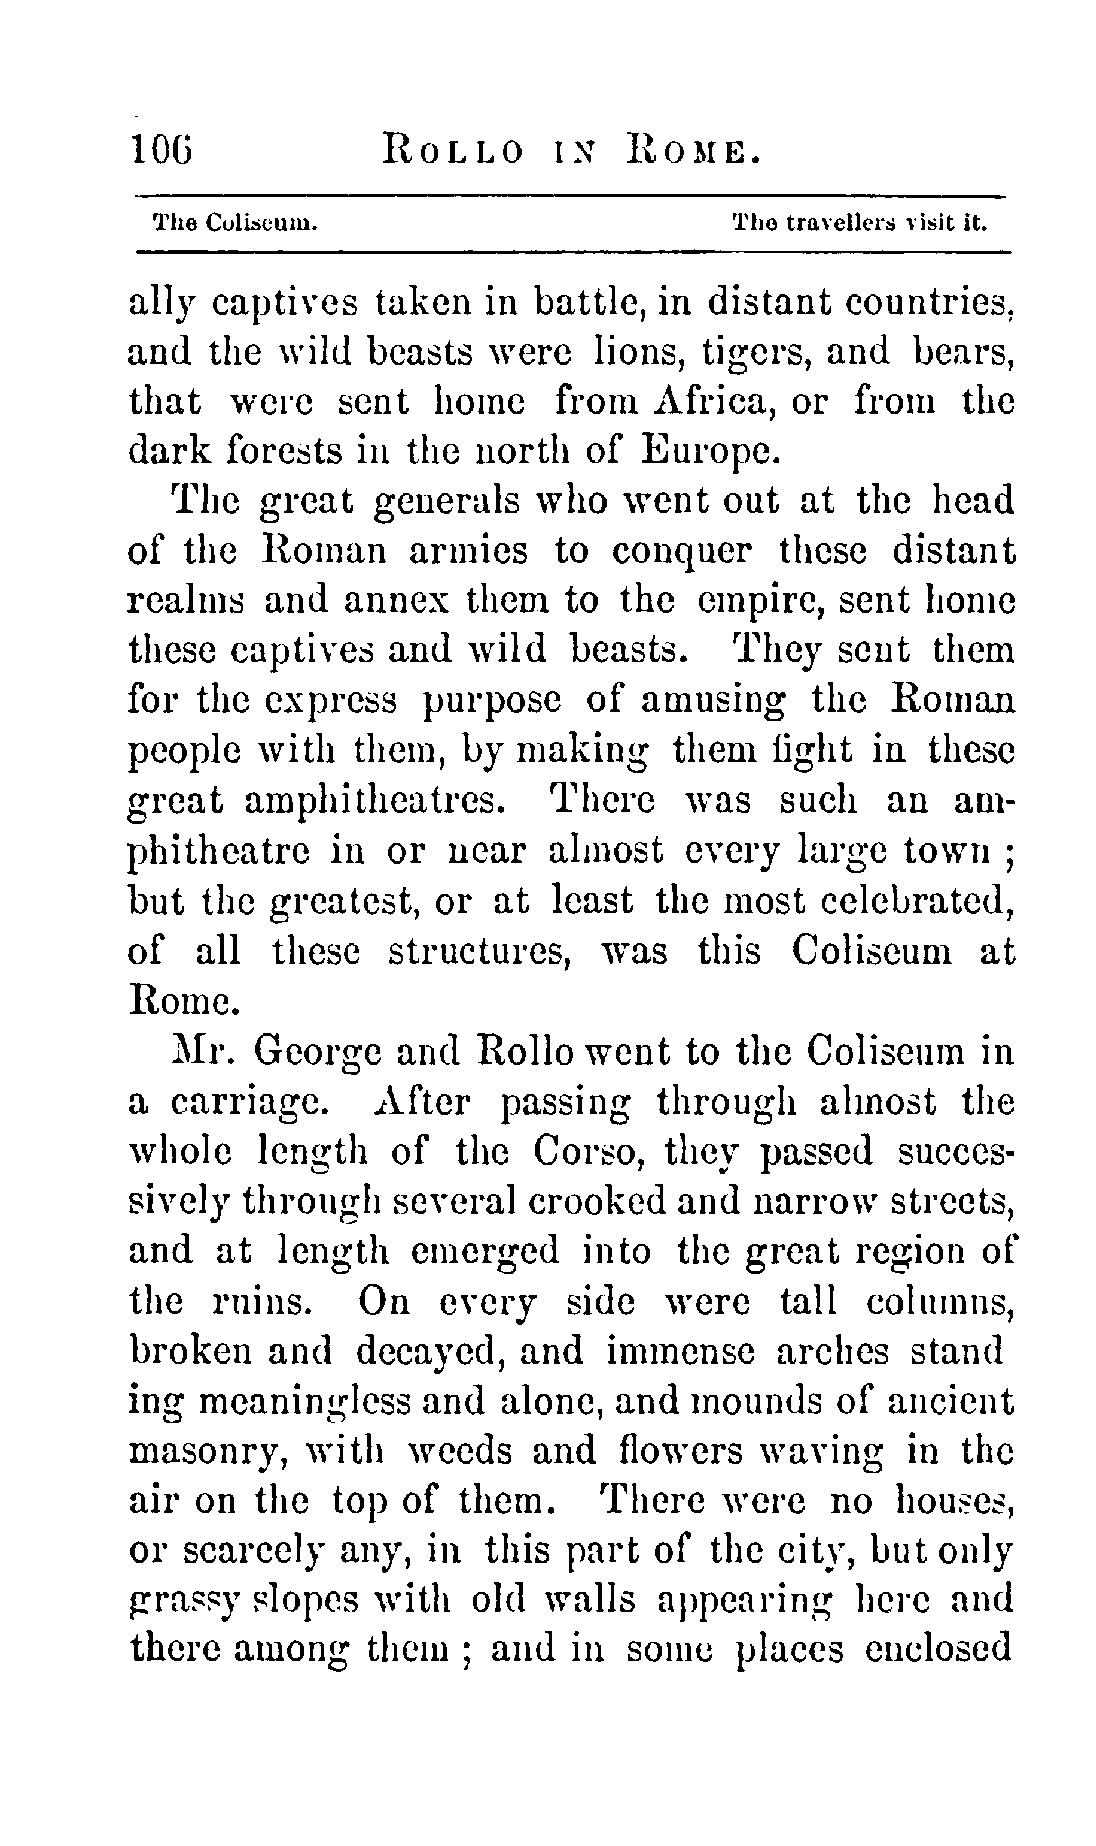 106 ROLLO IN ROME.
The Coliseum. The travellers visit it.
ally captives taken in battle, in distant countries,
and the wild beasts were lions, tigers, and bears,
that were sent home from Africa, or from the
dark forests in the north of Europe.
The great generals who went out at the head
of the Roman armies to conquer these distant
realms and annex them to the empire, sent home
these captives and wild beasts. They sent them
for the express purpose of amusing the Roman
people with them, by making them fight in these
great amphitheatres. There was such an am-
phitheatre in or near almost every large town ;
but the greatest, or at least the most celebrated,
of all these structures, was this Coliseum at
Rome.
Mr. George and Rollo went to the Coliseum in
a carriage. After passing through almost the
whole length of the Corso, they passed succes-
sively through several crooked and narrow streets,
and at length emerged into the great region of
the ruins. On every side were tall columns,
broken and decayed, and immense arches stand
ing meaningless and alone, and mounds of ancient
masonry, with weeds and flowers waving in the
air on the top of them. There were no houses,
or scarcely any, in this part of the city, but only
grassy slopes with old walls appearing here and
there among them ; and in some places enclosed